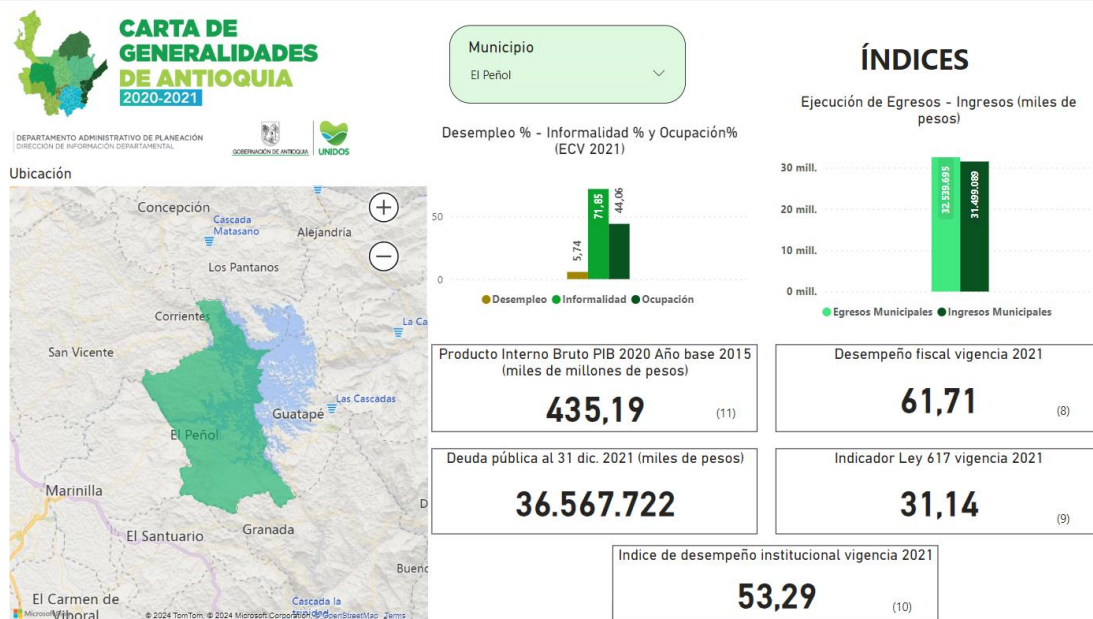 CARTA DE
GENERALIDADES
DE ANTIOQUIA
2020-2021
DEPARTAMENTO ADMINISTRATIVO DE PLANEACIÓN
DIRECCIÓN DE INFORMACIÓN DEPARTAMENTAL
GOBERNACIÓN DE ANTIOQUIA
UNIDOS
Ubicación
Concepción
Cascada
Matasano
Alejandría
Los Pantanos
Corrientes
La Ca
San Vicente
Las Cascadas
Guatapé
El Peñol
Marinilla
D
Granada
El Santuario
Buenc
El Carmen de
Viboral
Cascada la
trinidad
Microsoft
© 2024 TomTom, © 2024 Microsoft Corporation, © OpenStreetMap Terms
Municipio
El Peñol
Desempleo % - Informalidad % y Ocupación%
(ECV 2021)
50
0
5,74
71,85
44,06
Desempleo Informalidad Ocupación
ÍNDICES
Ejecución de Egresos - Ingresos (miles de
pesos)
30 mill.
20 mill.
10 mill.
0 mill.
32.539.695
31.499.089
Egresos Municipales Ingresos Municipales
Producto Interno Bruto PIB 2020 Año base 2015
(miles de millones de pesos)
435,19 (11)
Desempeño fiscal vigencia 2021
61,71 (8)
Deuda pública al 31 dic. 2021 (miles de pesos)
36.567.722
Indicador Ley 617 vigencia 2021
31,14 (9)
Indice de desempeño institucional vigencia 2021
53,29 (10)